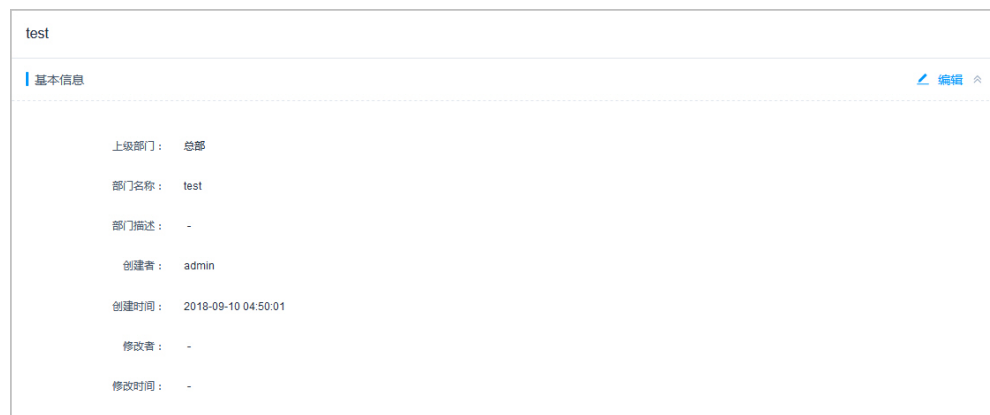 test
基本信息 编辑
上级部门： 总部
部门名称： test
部门描述： -
创建者： admin
创建时间： 2018-09-10 04:50:01
修改者： -
修改时间： -